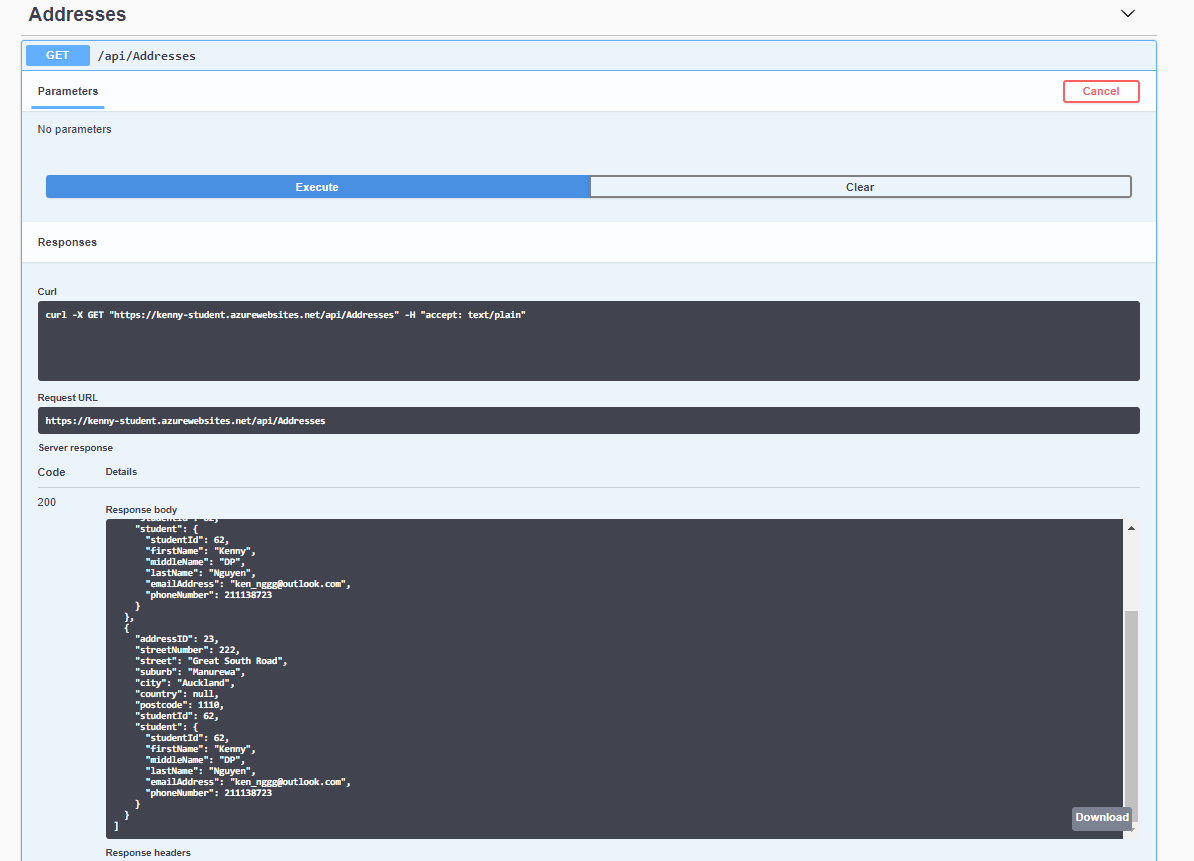 Addresses
GET /api/Addresses
Parameters
Cancel
No parameters
Execute
Clear
Responses
Curl
curl -X GET "https://kenny-student.azurewebsites.net/api/Addresses" -H "accept: text/plain"
Request URL
https://kenny-student.azurewebsites.net/api/Addresses
Server response
Code Details
200
Response body
"studentId": 62,
"student": {
"studentId": 62,
"firstName": "Kenny",
"middleName": "DP",
"lastName": "Nguyen",
"emailAddress": "ken_nggg@outlook.com",
"phoneNumber": 211138723
}
},
{
"addressID": 23,
"streetNumber": 222,
"street": "Great South Road",
"suburb": "Manurewa",
"city": "Auckland",
"country": null,
"postcode": 1110,
"studentId": 62,
"student": {
"studentId": 62,
"firstName": "Kenny",
"middleName": "DP",
"lastName": "Nguyen",
"emailAddress": "ken_nggg@outlook.com",
"phoneNumber": 211138723
}
}
]
Download
Response headers